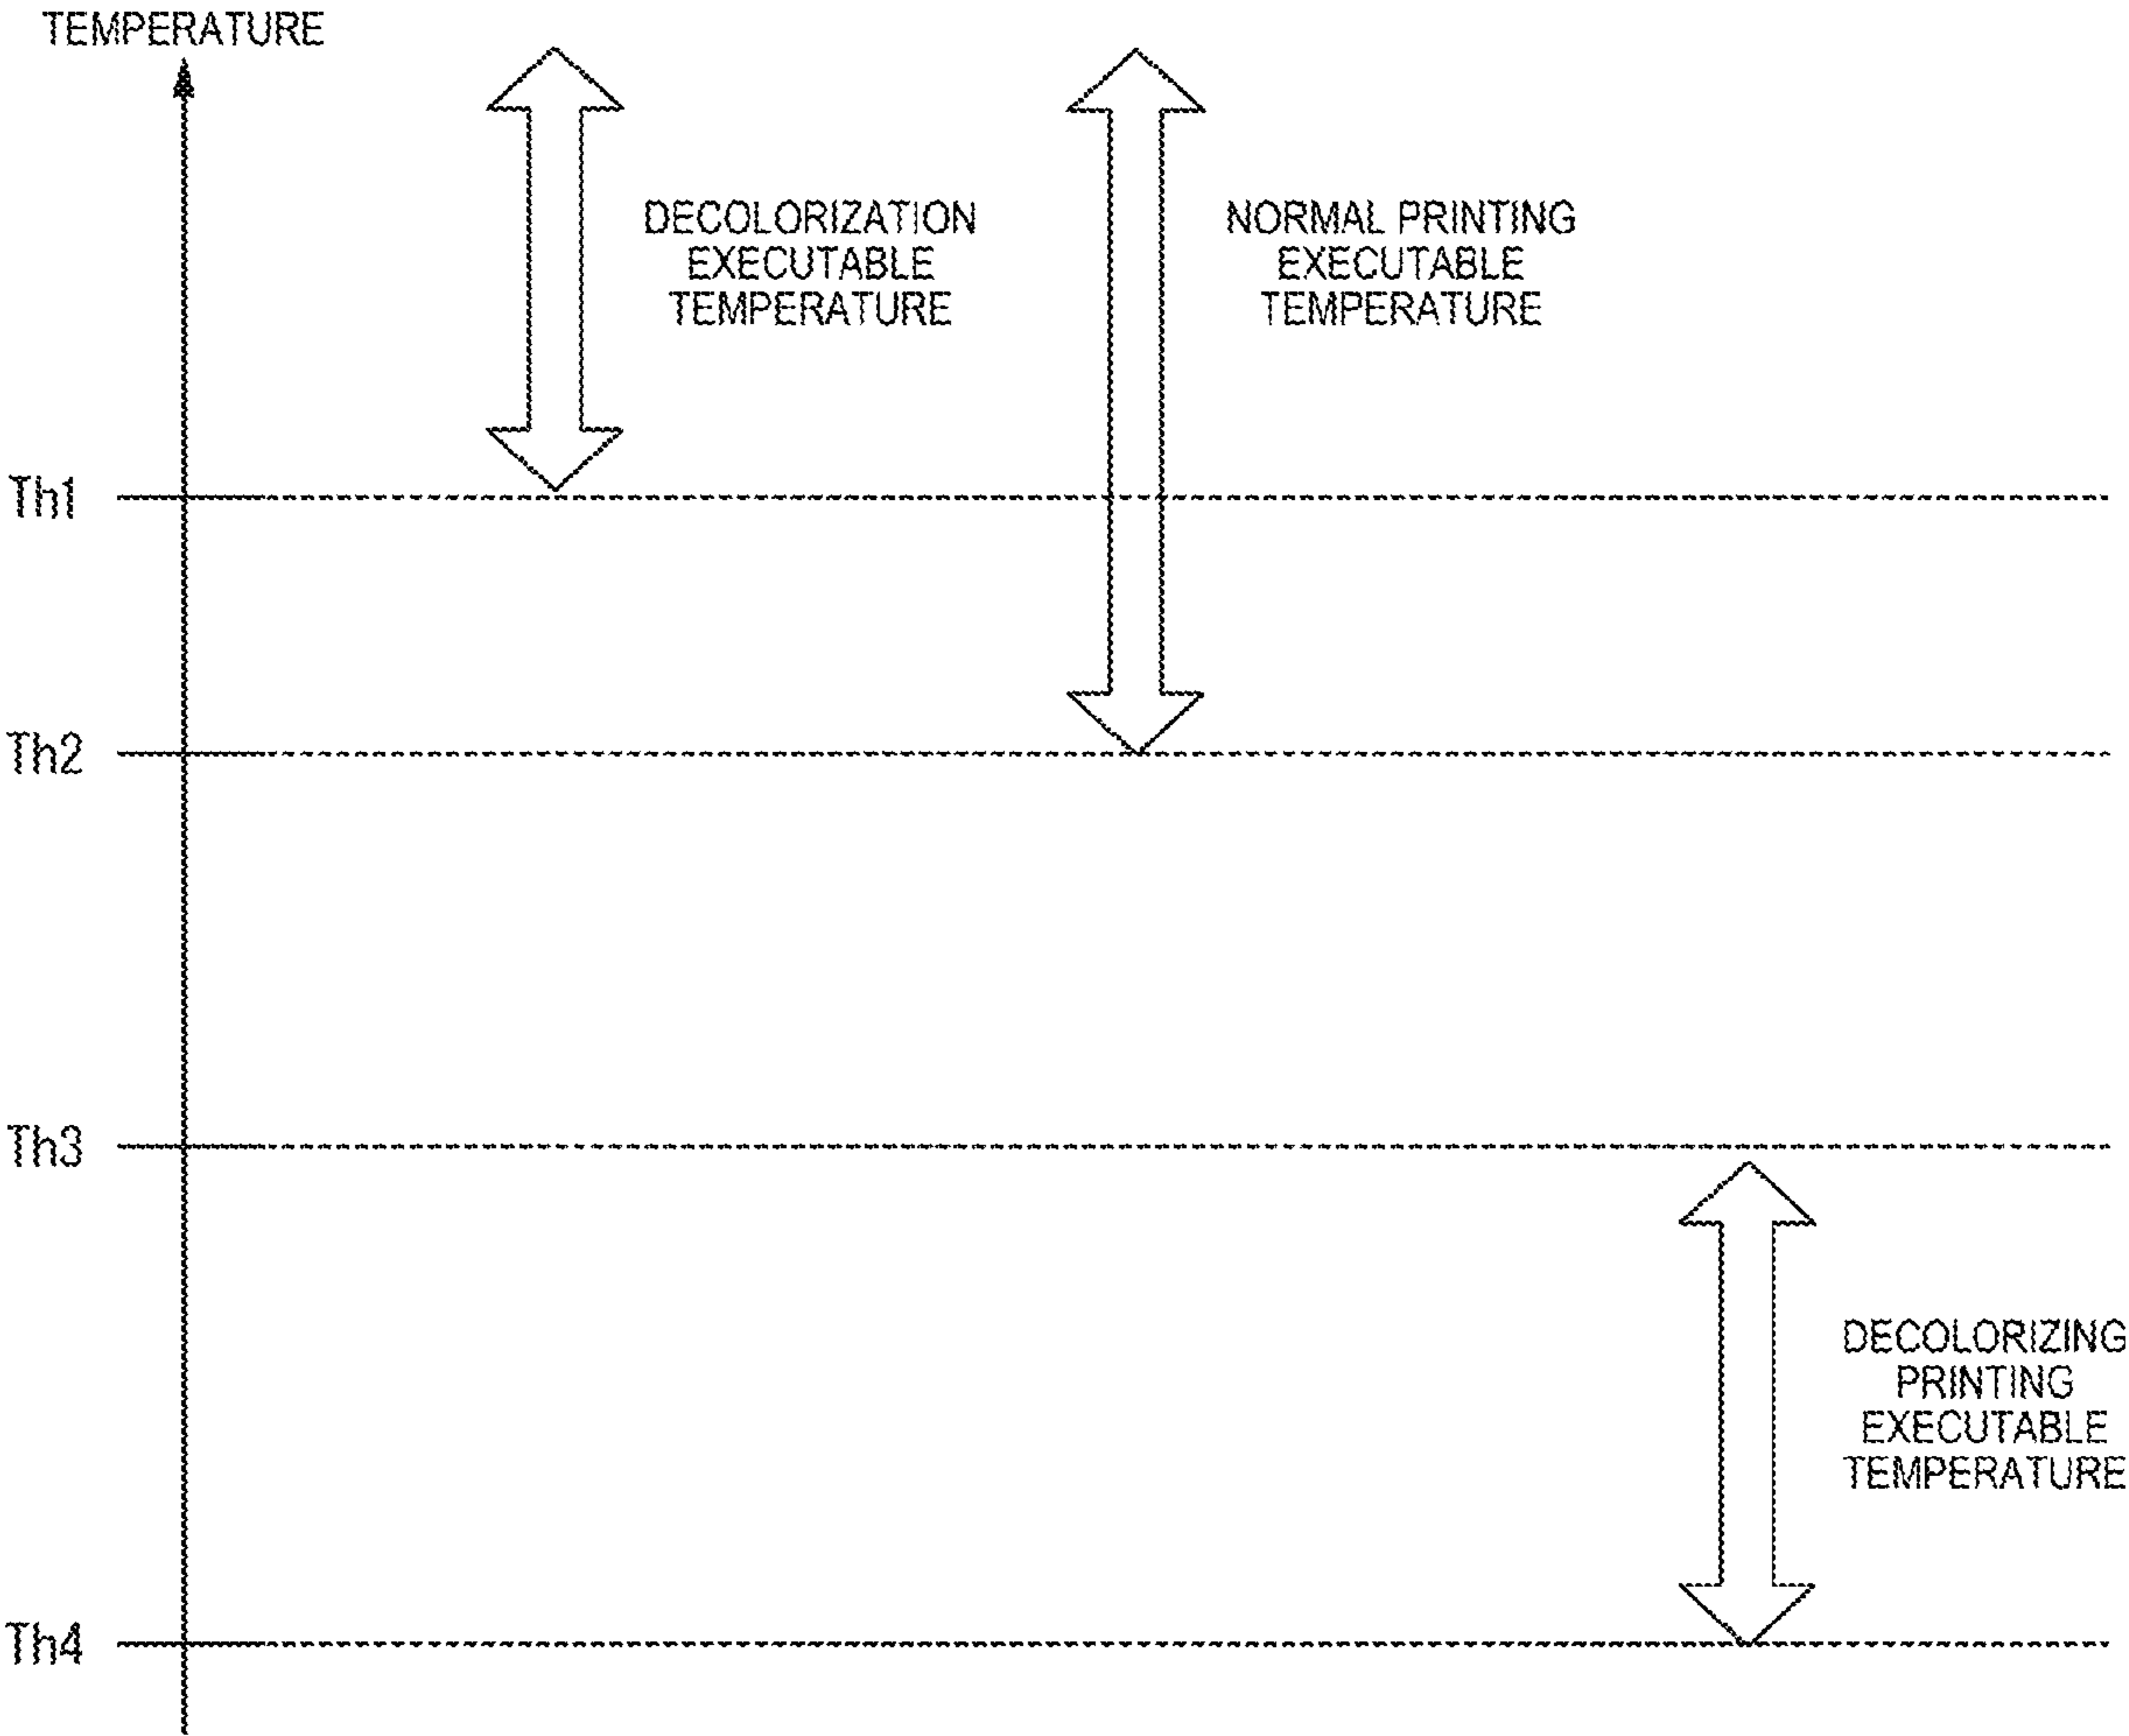 TEMPERATURE
DECOLORIZATION
EXECUTABLE
TEMPERATURE
NORMAL PRINTING
EXECUTABLE
TEMPERATURE
Th1
Th2
Th3
DECOLORIZING
PRINTING
EXECUTABLE
TEMPERATURE
Th4